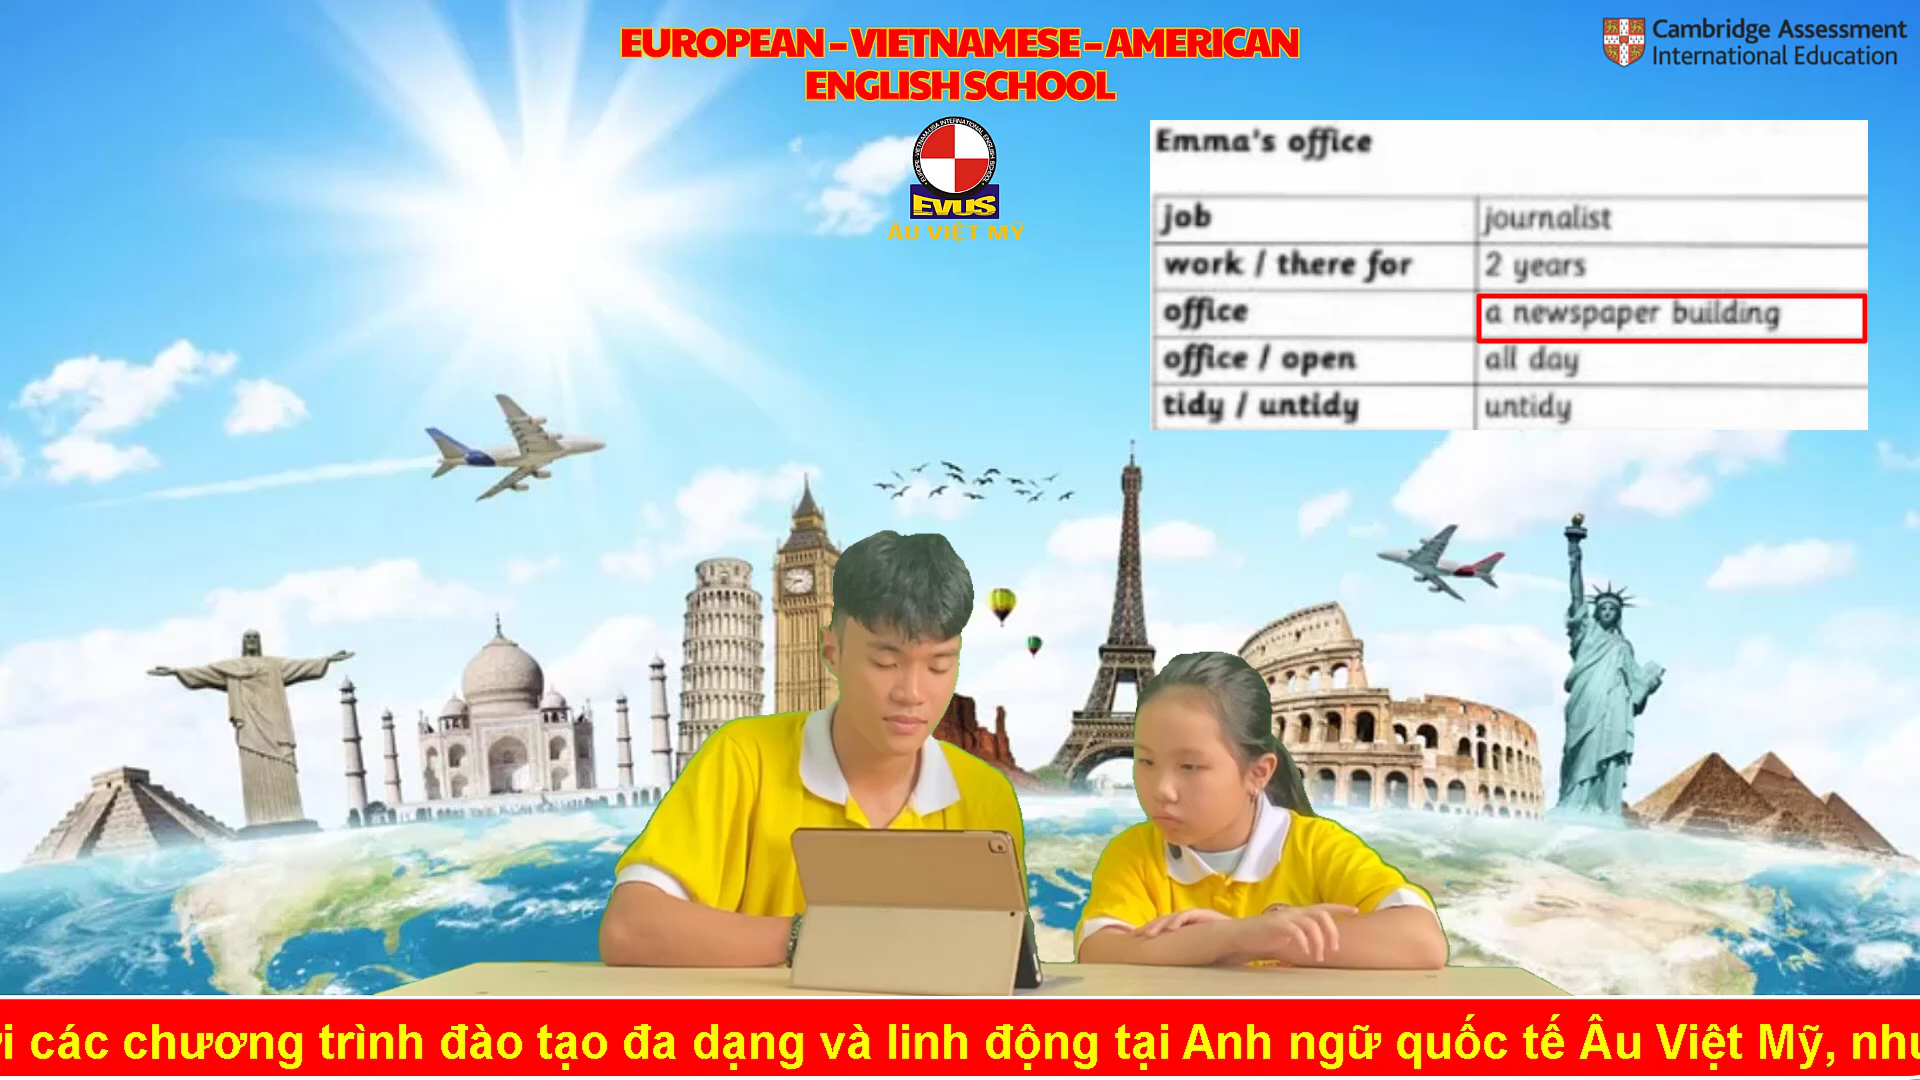 EUROPEAN - VIETNAMESE - AMERICAN
ENGLISH SCHOOL
Cambridge Assessment
International Education
EVUS
ÂU VIỆT MỸ
Emma's office
job journalist
work / there for 2 years
office a newspaper building
office / open all day
tidy / untidy untidy
các chương trình đào tạo đa dạng và linh động tại Anh ngữ quốc tế Âu Việt Mỹ,